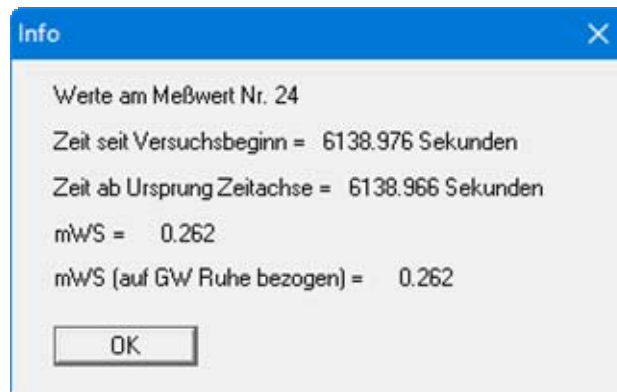 Info
Werte am Meßwert Nr. 24
Zeit seit Versuchsbeginn = 6138.976 Sekunden
Zeit ab Ursprung Zeitachse = 6138.966 Sekunden
mWS = 0.262
mWS (auf GW Ruhe bezogen) = 0.262
OK